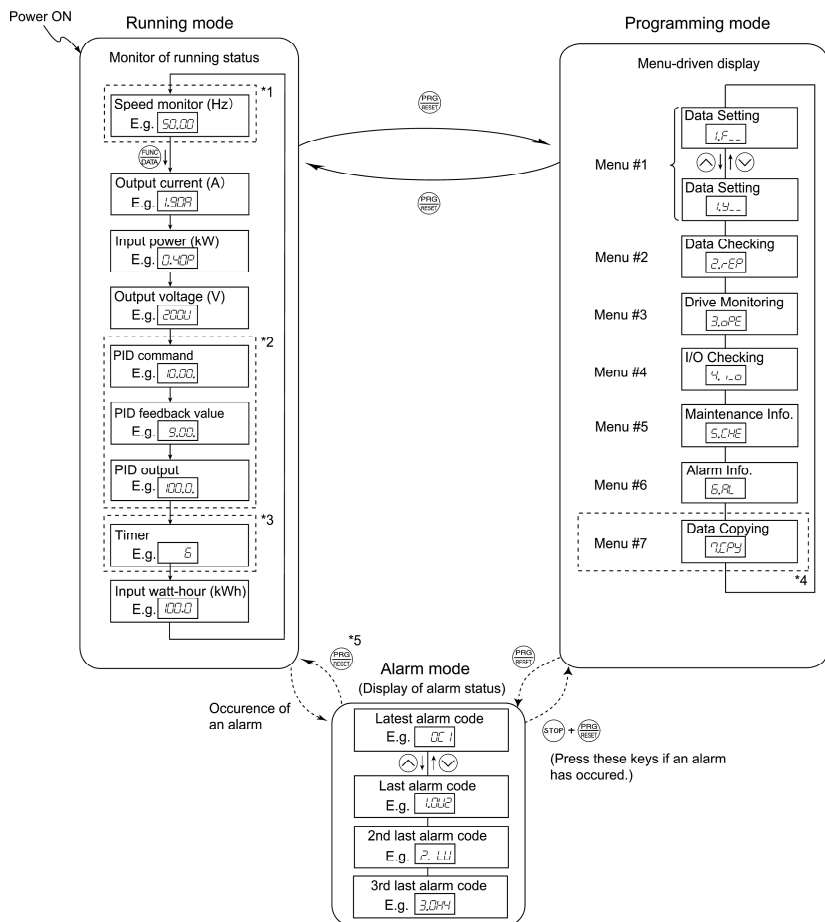 Power ON
Running mode
Monitor of running status
*1
Speed monitor (Hz)
E.g. 50.00
FUNC
DATA
Output current (A)
E.g. 1.90A
Input power (kW)
E.g. 0.40P
Output voltage (V)
E.g. 200U
*2
PID command
E.g. 10.00.
PID feedback value
E.g. 9.00.
PID output
E.g. 100.0.
*3
Timer
E.g. 6
Input watt-hour (kWh)
E.g. 100.0
PRG
RESET
PRG
RESET
Programming mode
Menu-driven display
Menu #1
Data Setting
1.F__
Data Setting
1.y__
Menu #2
Data Checking
2.rEP
Menu #3
Drive Monitoring
3.oPE
Menu #4
I/O Checking
4.i_o
Menu #5
Maintenance Info.
5.CHE
Menu #6
Alarm Info.
6.AL
Menu #7
Data Copying
7.CPY
*4
*5
PRG
RESET
Occurence of
an alarm
Alarm mode
(Display of alarm status)
PRG
RESET
STOP + PRG
RESET
(Press these keys if an alarm
has occured.)
Latest alarm code
E.g. OC1
Last alarm code
E.g. 1.OU2
2nd last alarm code
E.g. 2. LU
3rd last alarm code
E.g. 3.OH4